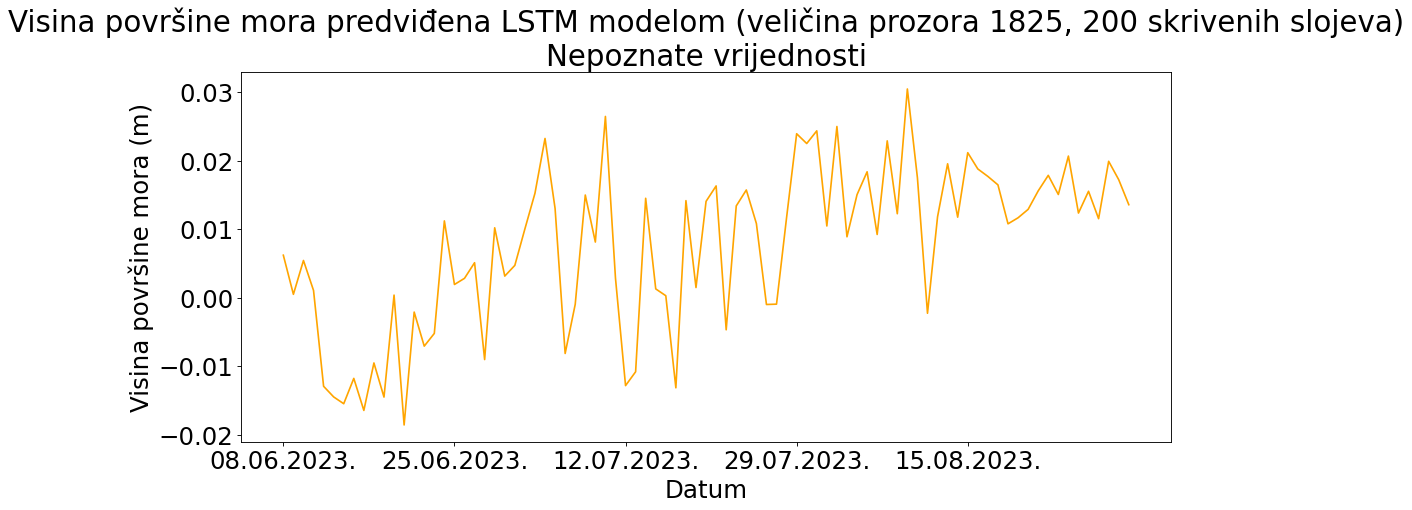 Visina površine mora predviđena LSTM modelom (veličina prozora 1825, 200 skrivenih slojeva)
Nepoznate vrijednosti
Visina površine mora (m)
0.03
0.02
0.01
0.00
−0.01
−0.02
08.06.2023. 25.06.2023. 12.07.2023. 29.07.2023. 15.08.2023.
Datum